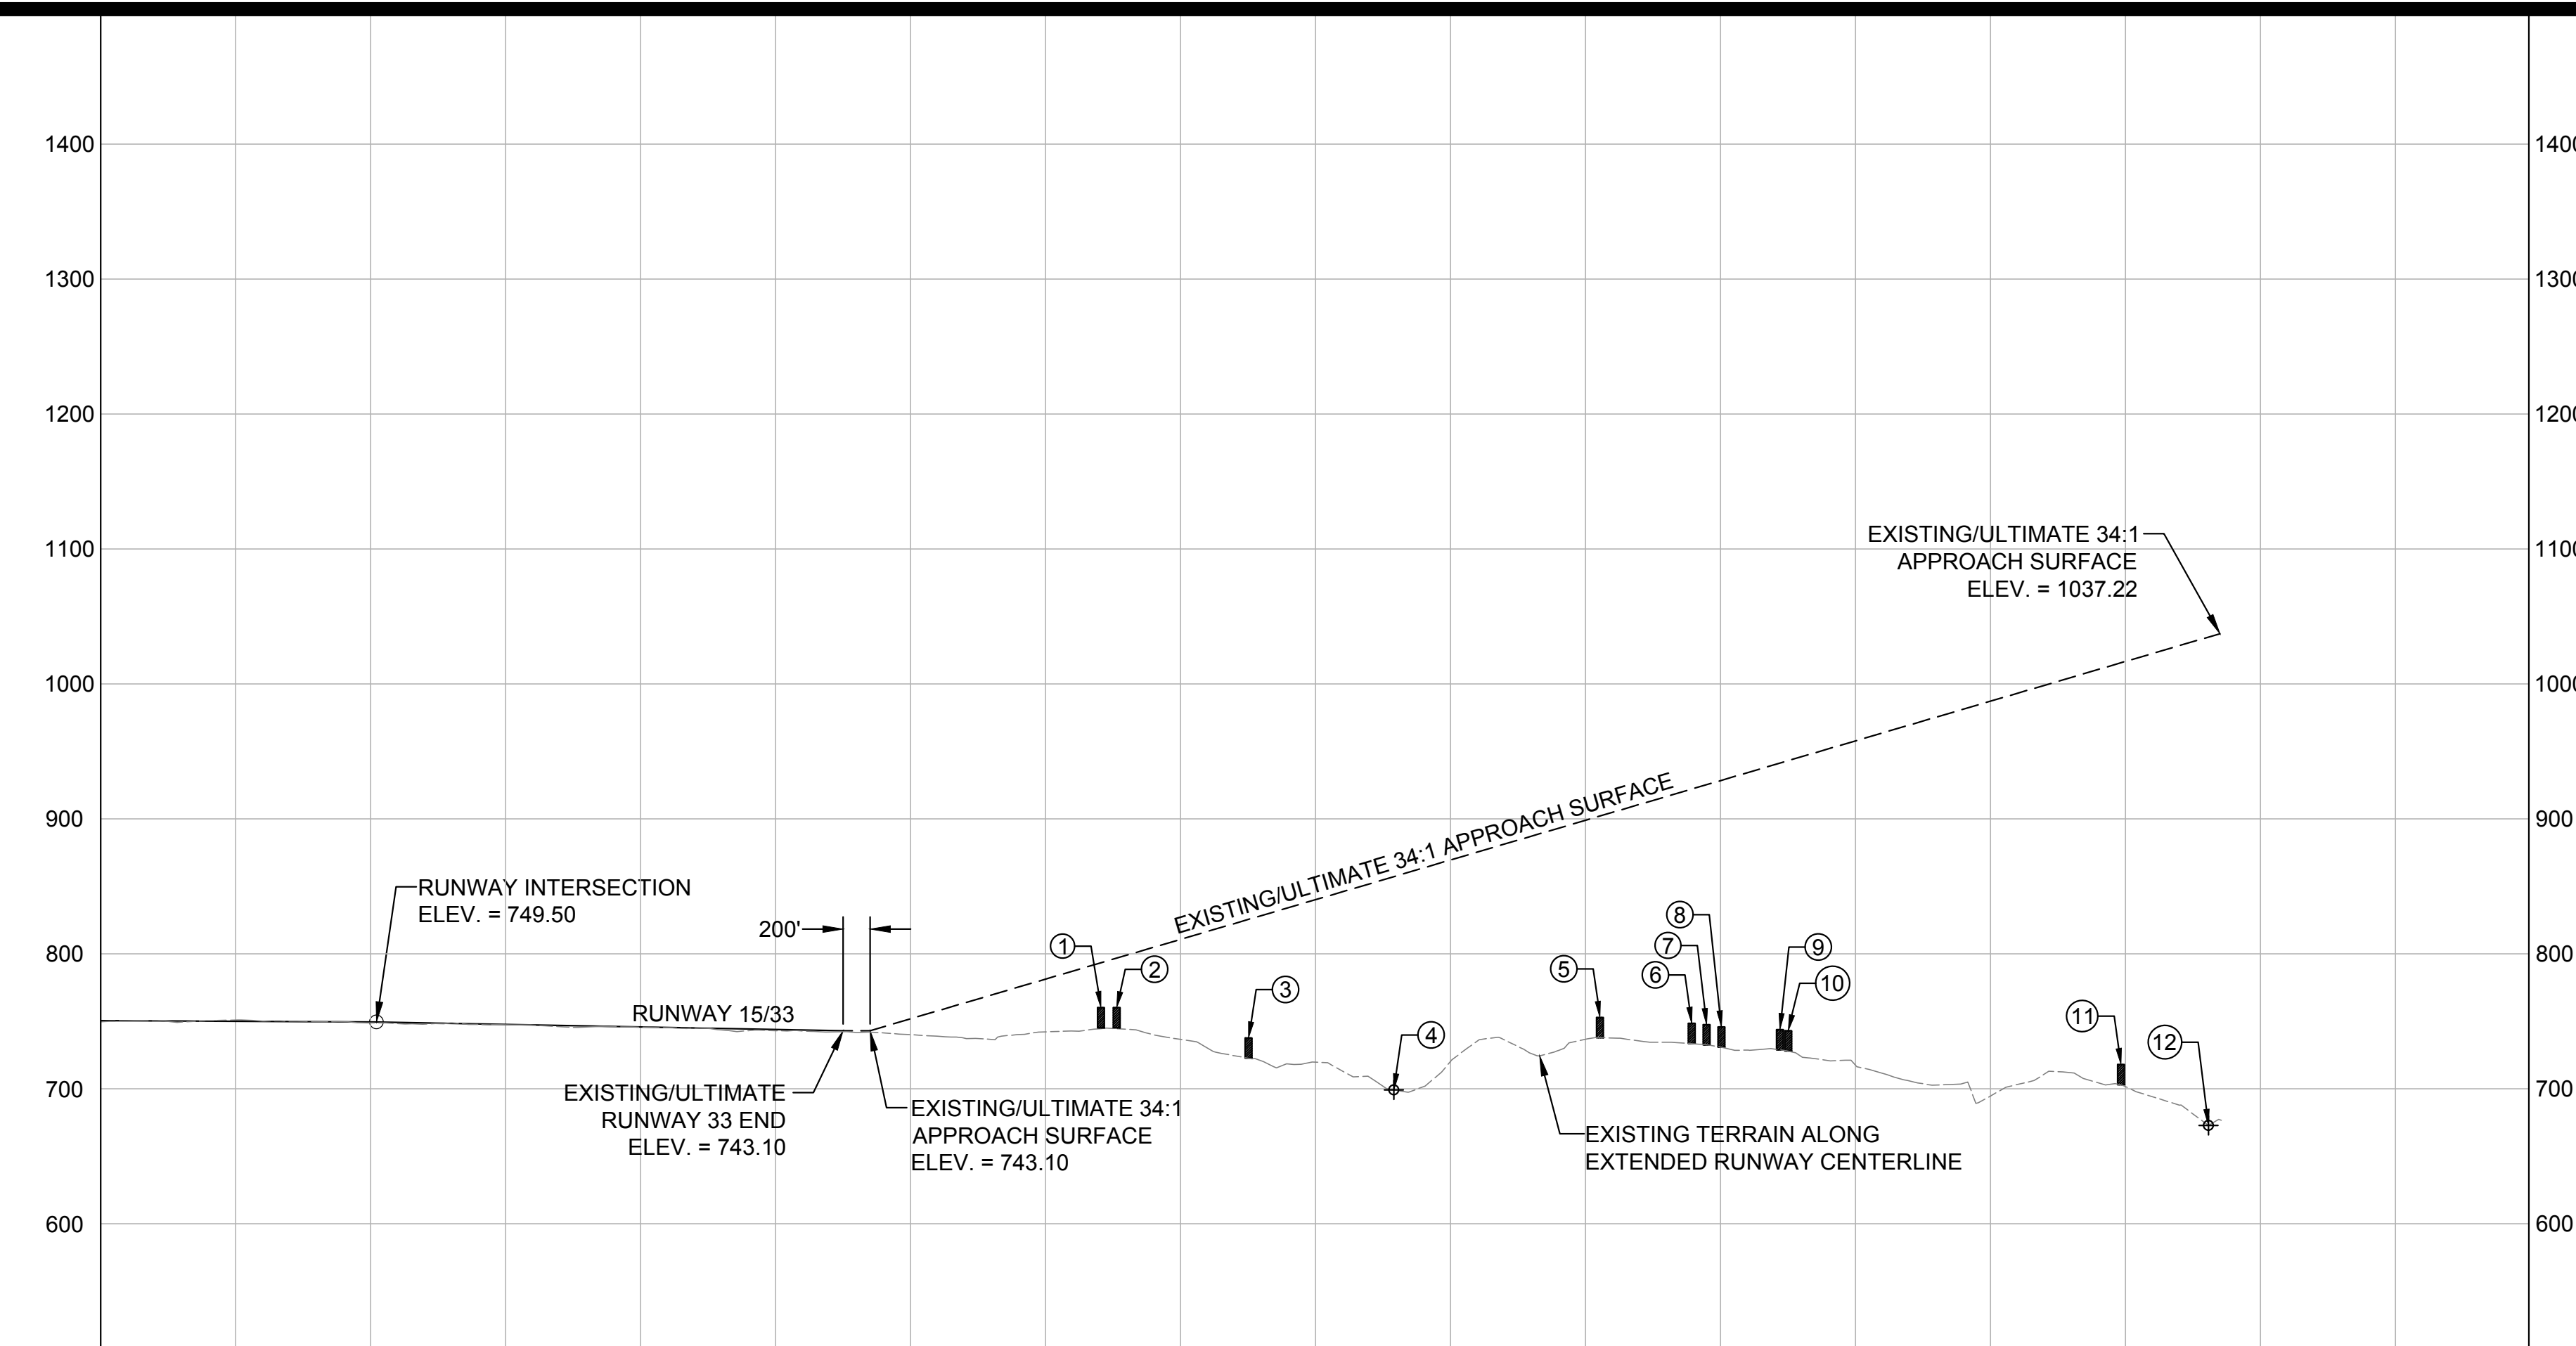 1400
1400
1300
1300
1200
1200
EXISTING/ULTIMATE 34:1
APPROACH SURFACE
ELEV. = 1037.22
1100
1100
1000
1000
EXISTING/ULTIMATE 34:1 APPROACH SURFACE
900
900
RUNWAY INTERSECTION
ELEV. = 749.50
200'
800
800
1
2
3
4
5
6
7
8
9
10
11
12
RUNWAY 15/33
700
700
EXISTING/ULTIMATE
RUNWAY 33 END
ELEV. = 743.10
EXISTING/ULTIMATE 34:1
APPROACH SURFACE
ELEV. = 743.10
EXISTING TERRAIN ALONG
EXTENDED RUNWAY CENTERLINE
600
600